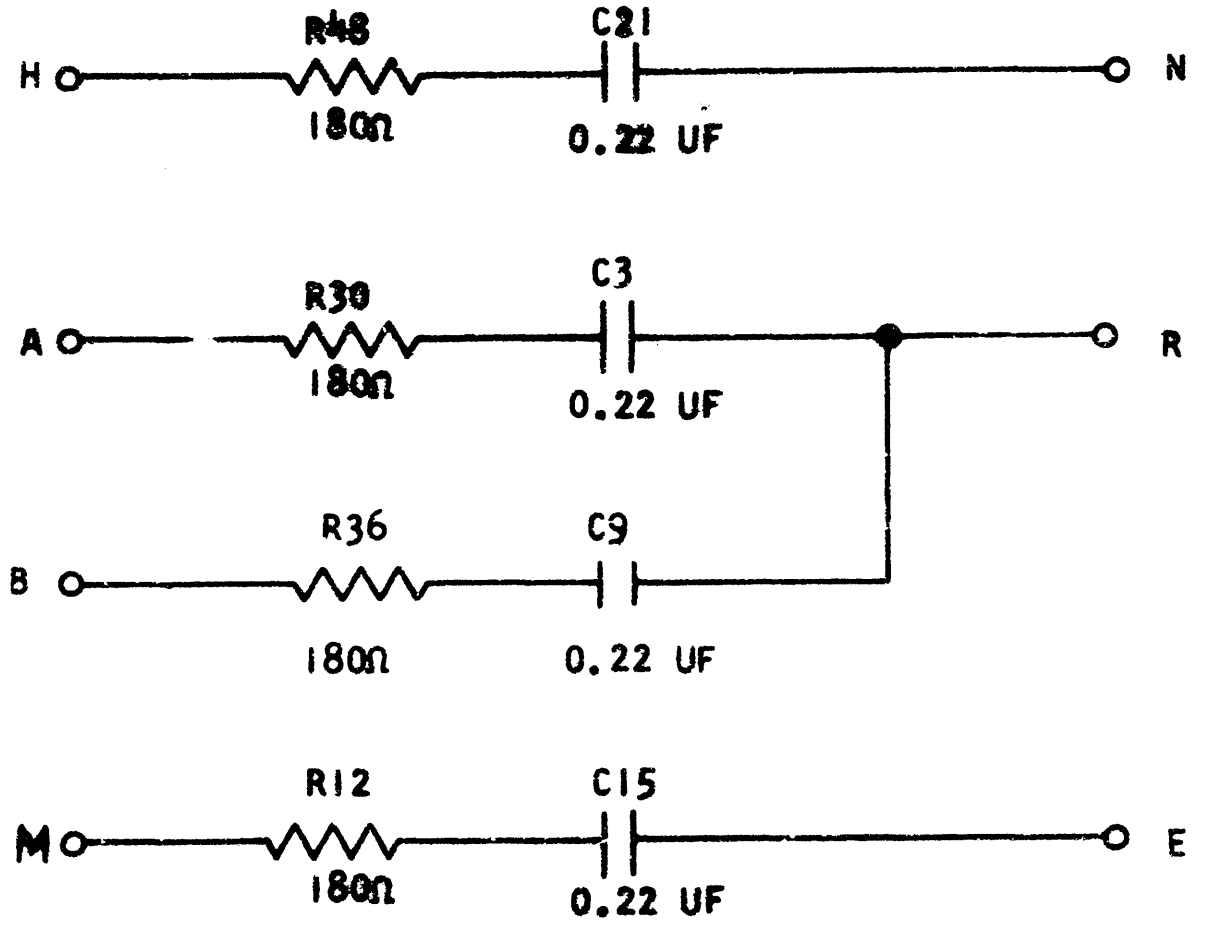 R48 C21
H N
180Ω 0.22 UF
R30 C3
A R
180Ω 0.22 UF
R36 C9
B
180Ω 0.22 UF
R12 C15
M E
180Ω 0.22 UF